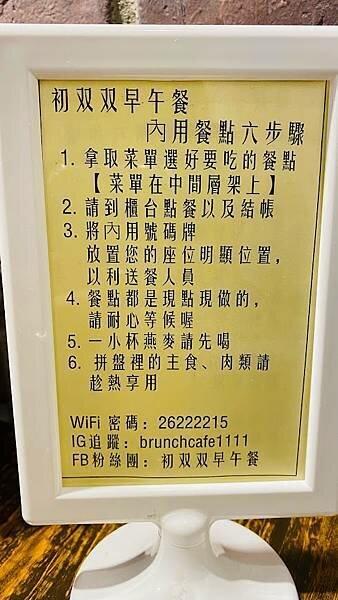 初双双早午餐
內用餐點六步驟
1. 拿取菜單選好要吃的餐點
【菜單在中間層架上】
2. 請到櫃台點餐以及結帳
3. 將內用號碼牌
放置您的座位明顯位置，
以利送餐人員
4. 餐點都是現點現做的，
請耐心等候喔
5. 一小杯燕麥請先喝
6. 拼盤裡的主食、肉類請
趁熱享用
WiFi 密碼：26222215
IG追蹤：brunchcafe1111
FB粉絲團：初双双早午餐